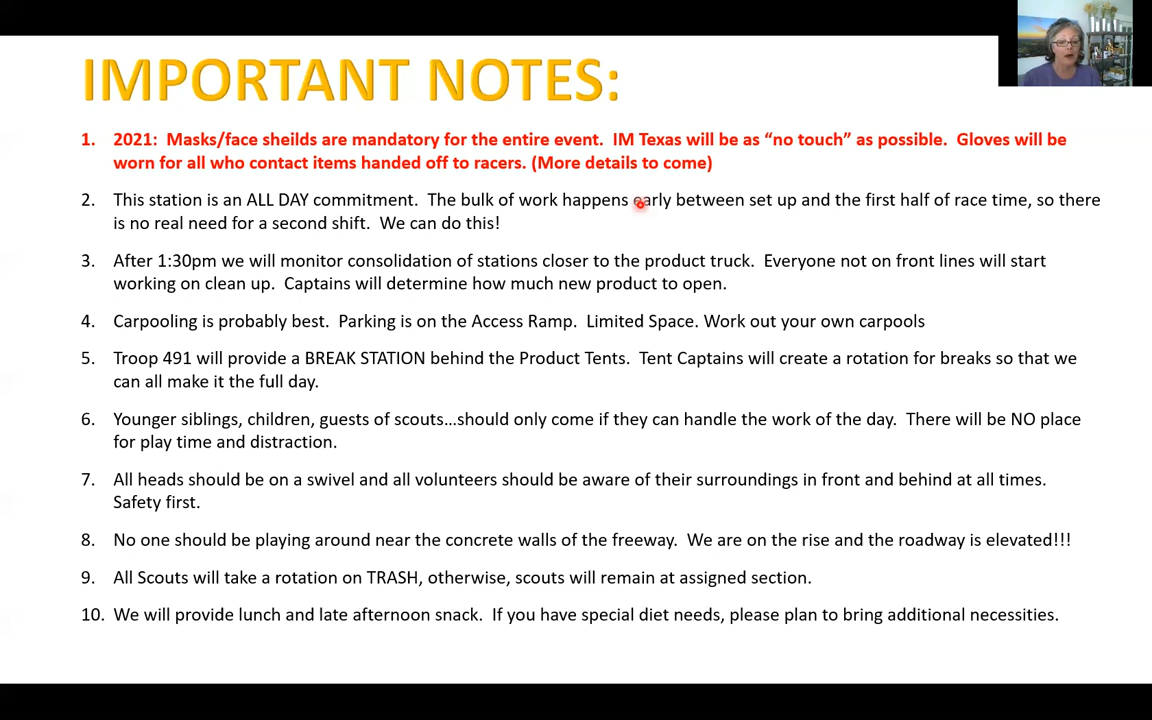 IMPORTANT NOTES:
1. 2021: Masks/face sheilds are mandatory for the entire event. IM Texas will be as “no touch” as possible. Gloves will be
worn for all who contact items handed off to racers. (More details to come)
2. This station is an ALL DAY commitment. The bulk of work happens early between set up and the first half of race time, so there
is no real need for a second shift. We can do this!
3. After 1:30pm we will monitor consolidation of stations closer to the product truck. Everyone not on front lines will start
working on clean up. Captains will determine how much new product to open.
4. Carpooling is probably best. Parking is on the Access Ramp. Limited Space. Work out your own carpools
5. Troop 491 will provide a BREAK STATION behind the Product Tents. Tent Captains will create a rotation for breaks so that we
can all make it the full day.
6. Younger siblings, children, guests of scouts...should only come if they can handle the work of the day. There will be NO place
for play time and distraction.
7. All heads should be on a swivel and all volunteers should be aware of their surroundings in front and behind at all times.
Safety first.
8. No one should be playing around near the concrete walls of the freeway. We are on the rise and the roadway is elevated!!!
9. All Scouts will take a rotation on TRASH, otherwise, scouts will remain at assigned section.
10. We will provide lunch and late afternoon snack. If you have special diet needs, please plan to bring additional necessities.